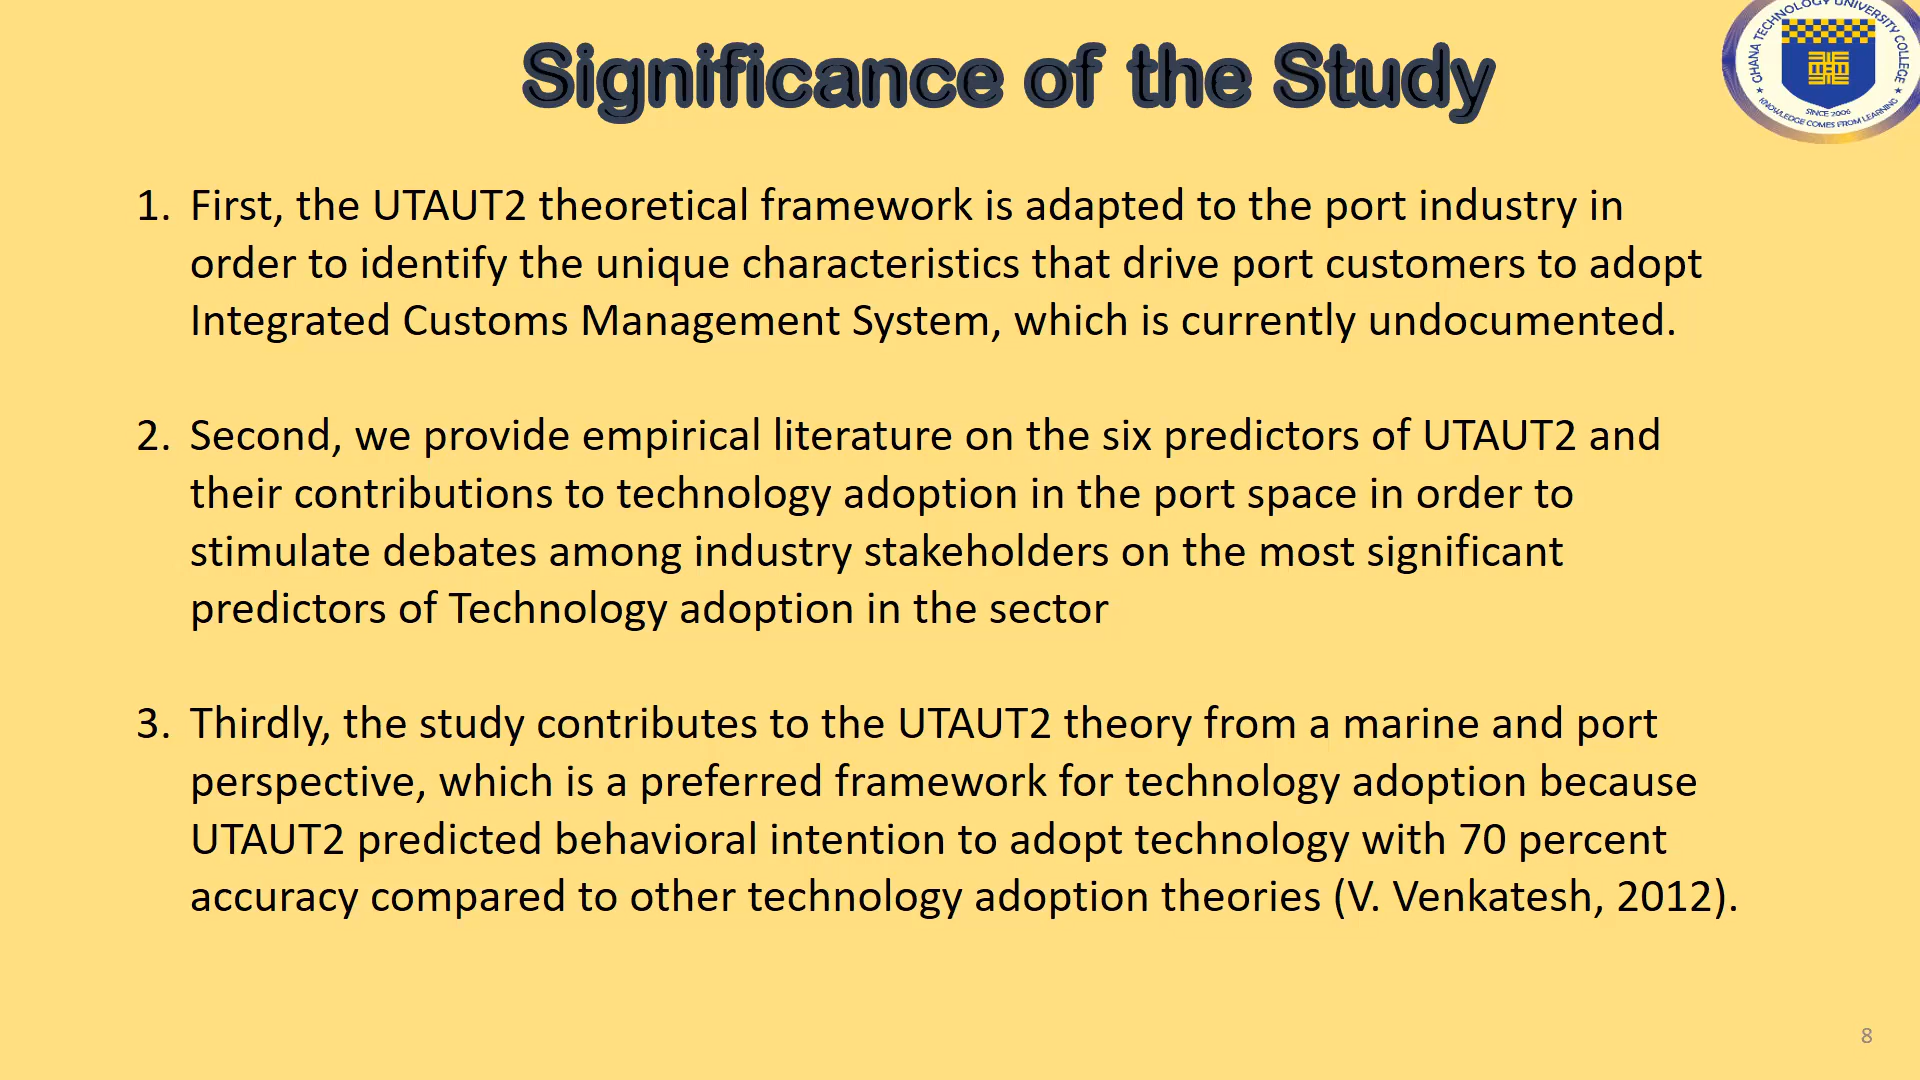 Significance of the Study
GHANA TECHNOLOGY UNIVERSITY COLLEGE
SINCE 2006
KNOWLEDGE COMES FROM LEARNING
1. First, the UTAUT2 theoretical framework is adapted to the port industry in
order to identify the unique characteristics that drive port customers to adopt
Integrated Customs Management System, which is currently undocumented.
2. Second, we provide empirical literature on the six predictors of UTAUT2 and
their contributions to technology adoption in the port space in order to
stimulate debates among industry stakeholders on the most significant
predictors of Technology adoption in the sector
3. Thirdly, the study contributes to the UTAUT2 theory from a marine and port
perspective, which is a preferred framework for technology adoption because
UTAUT2 predicted behavioral intention to adopt technology with 70 percent
accuracy compared to other technology adoption theories (V. Venkatesh, 2012).
8